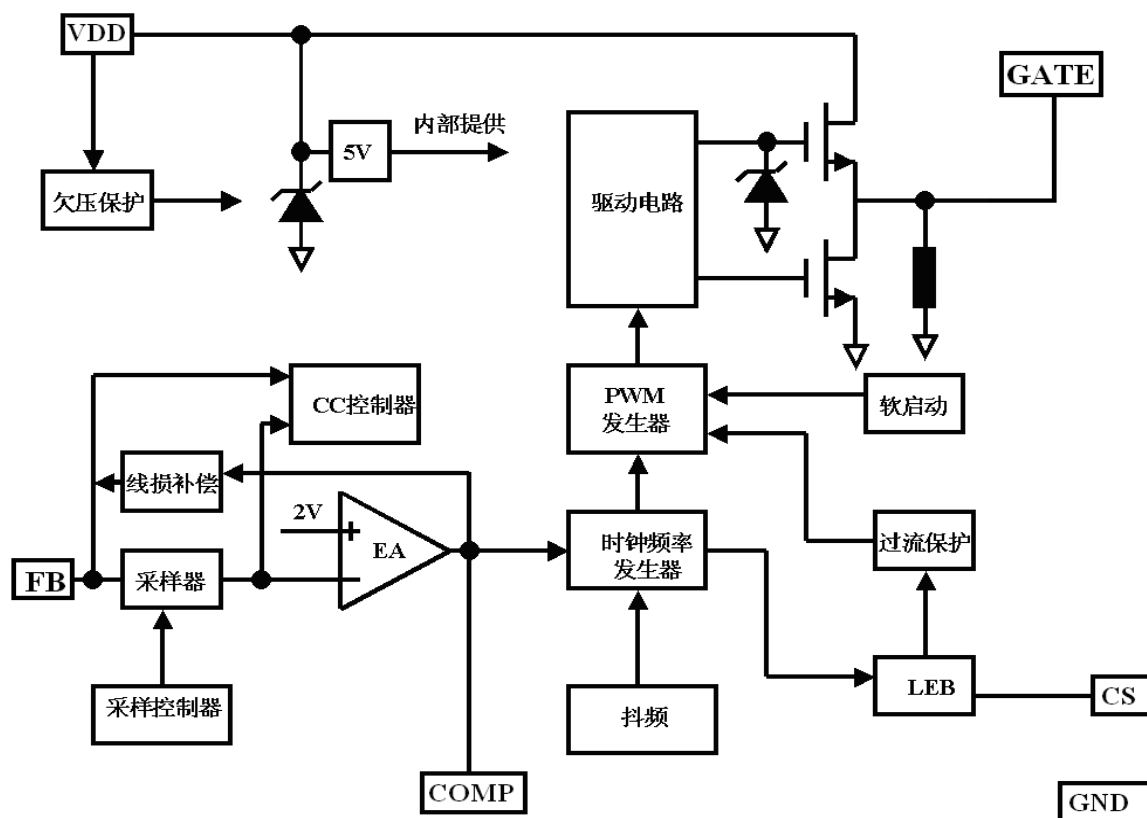 VDD
GATE
内部提供
5V
欠压保护
驱动电路
CC控制器
PWM
发生器
软启动
线损补偿
2V
+
EA
−
时钟频率
发生器
过流保护
FB
采样器
采样控制器
抖频
LEB
CS
COMP
GND